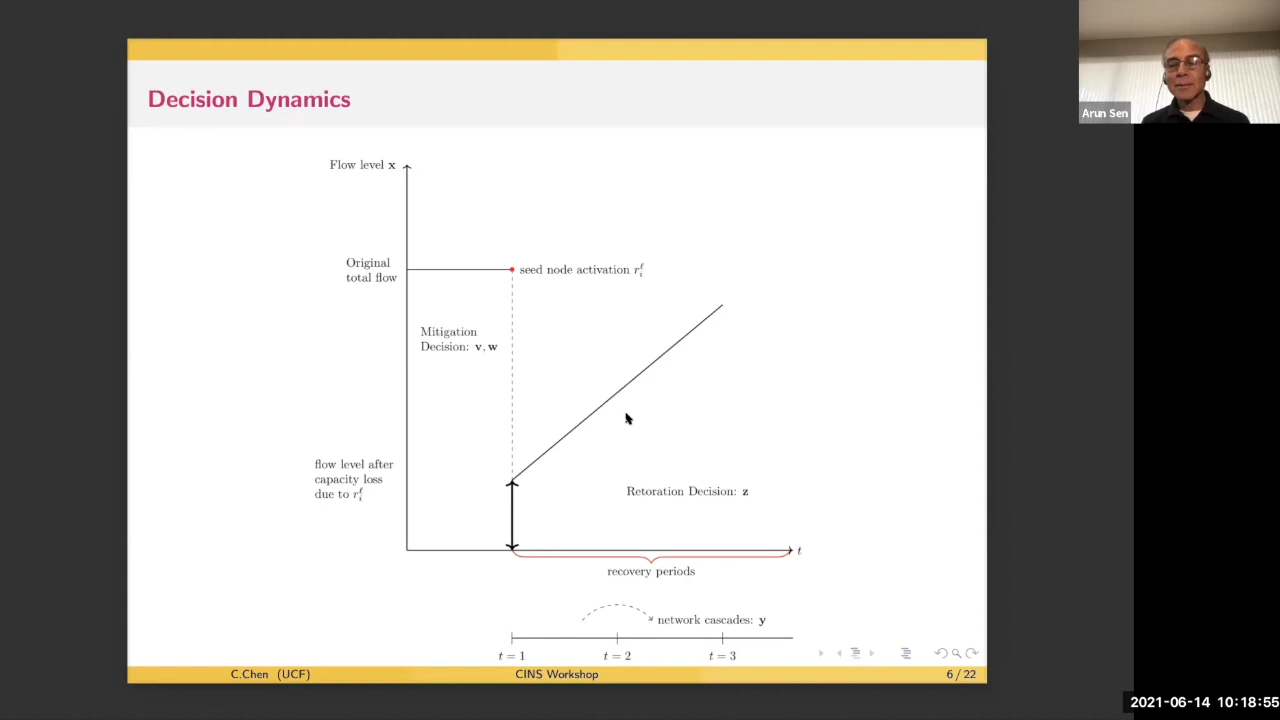 Decision Dynamics
Arun Sen
Flow level x
Original
total flow
seed node activation r_i^ℓ
Mitigation
Decision: v, w
flow level after
capacity loss
due to r_i^ℓ
Retoration Decision: z
t
recovery periods
network cascades: y
t = 1
t = 2
t = 3
C.Chen (UCF)
CINS Workshop
6 / 22
2021-06-14 10:18:55